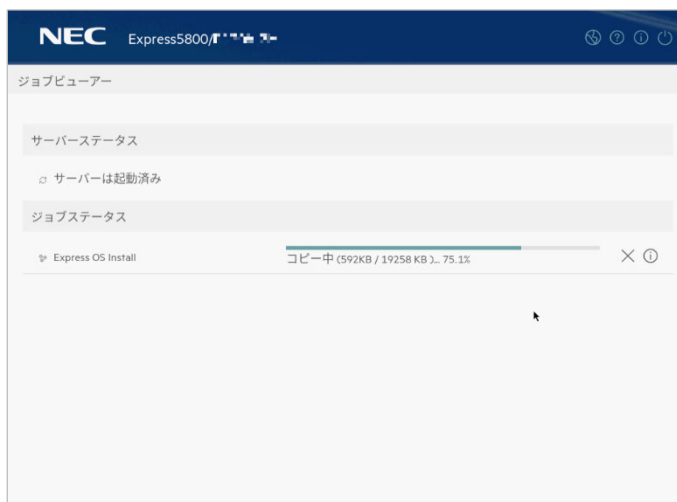 NEC Express5800/
ジョブビューアー
サーバーステータス
サーバーは起動済み
ジョブステータス
Express OS Install
コピー中 (592KB / 19258 KB )... 75.1%